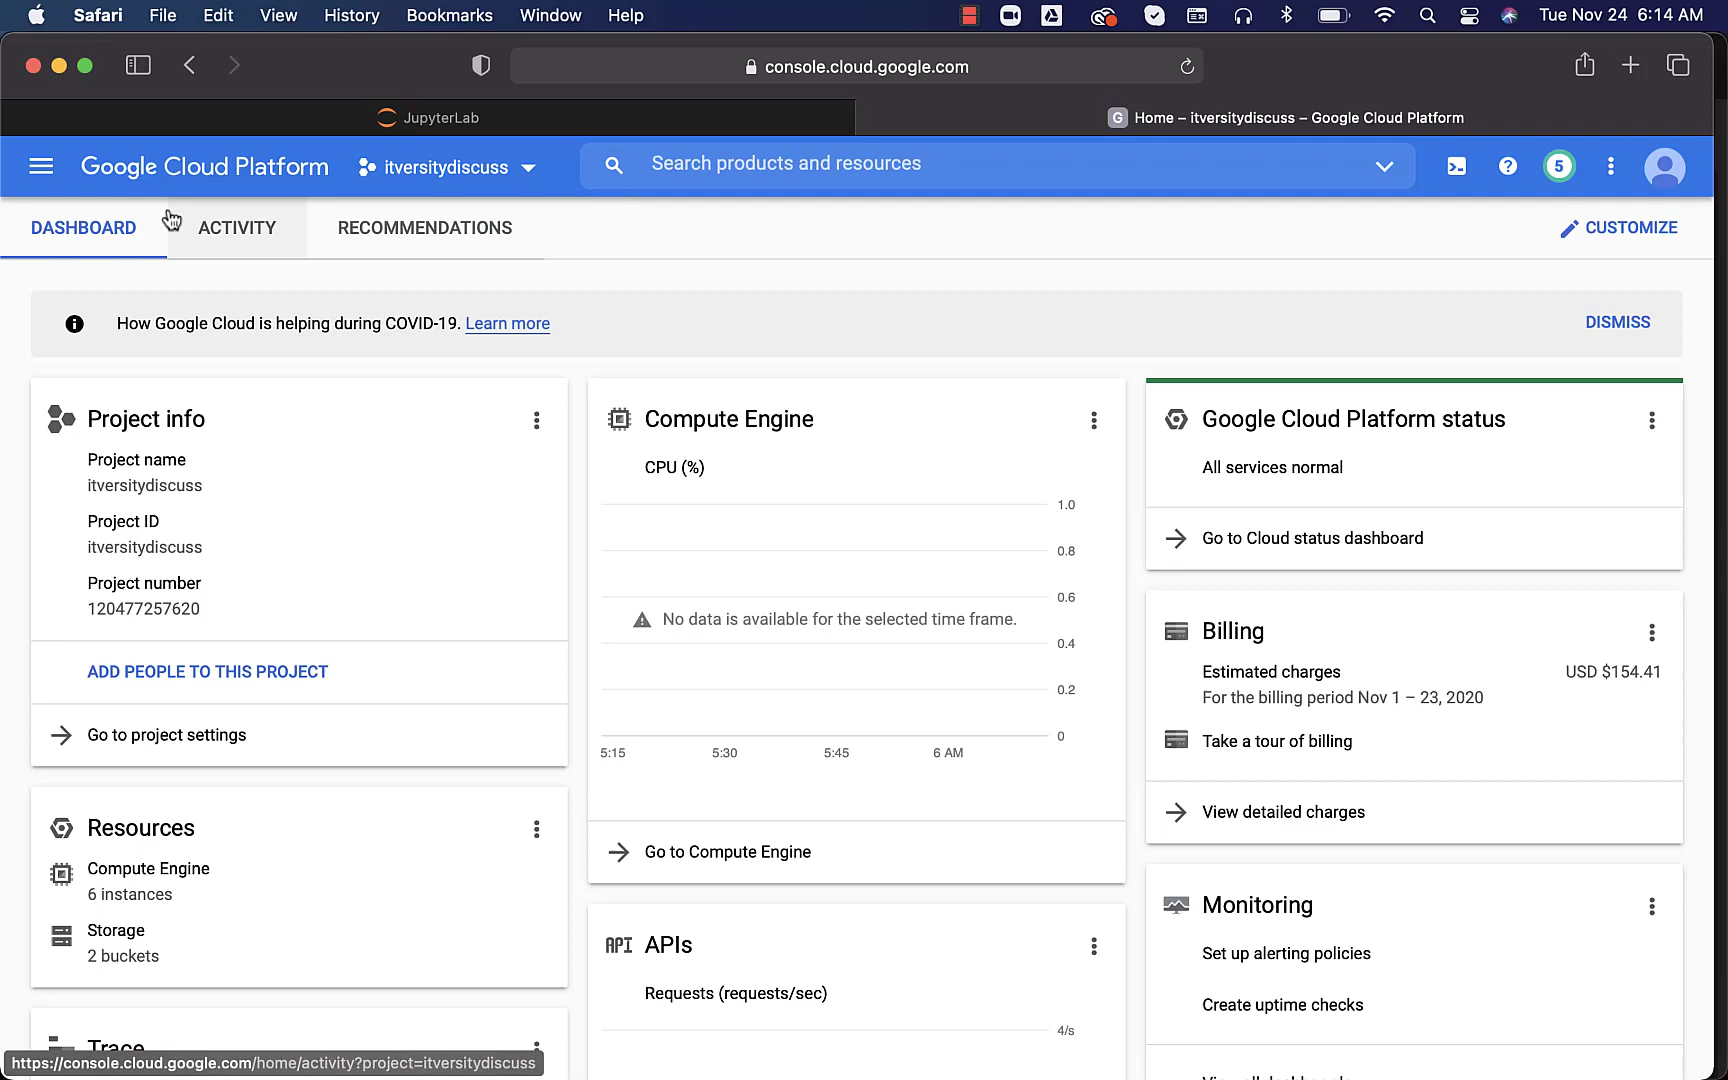 Safari File Edit View History Bookmarks Window Help Tue Nov 24 6:14 AM
console.cloud.google.com
JupyterLab
G Home – itversitydiscuss – Google Cloud Platform
Google Cloud Platform itversitydiscuss Search products and resources 5
DASHBOARD ACTIVITY RECOMMENDATIONS CUSTOMIZE
How Google Cloud is helping during COVID-19. Learn more DISMISS
Project info
Project name
itversitydiscuss
Project ID
itversitydiscuss
Project number
120477257620
ADD PEOPLE TO THIS PROJECT
Go to project settings
Resources
Compute Engine
6 instances
Storage
2 buckets
Trace
Compute Engine
CPU (%)
1.0
0.8
0.6
No data is available for the selected time frame.
0.4
0.2
0
5:15 5:30 5:45 6 AM
Go to Compute Engine
API APIs
Requests (requests/sec)
4/s
Google Cloud Platform status
All services normal
Go to Cloud status dashboard
Billing
Estimated charges USD $154.41
For the billing period Nov 1 – 23, 2020
Take a tour of billing
View detailed charges
Monitoring
Set up alerting policies
Create uptime checks
https://console.cloud.google.com/home/activity?project=itversitydiscuss